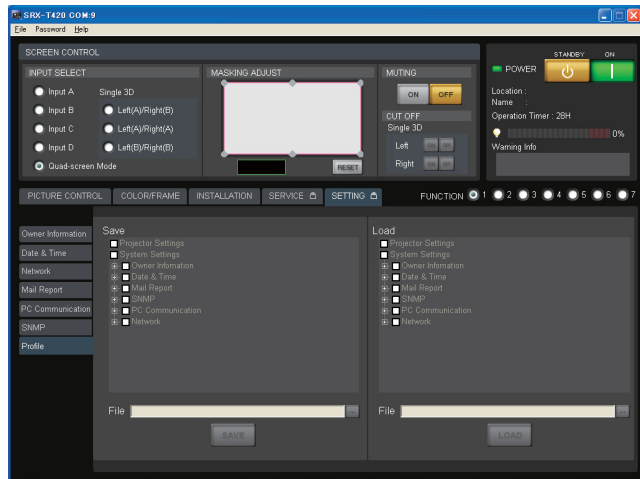 SRX-T420 COM:9
File Password Help
SCREEN CONTROL
INPUT SELECT
Input A Single 3D
Input B Left(A)/Right(B)
Input C Left(A)/Right(A)
Input D Left(B)/Right(B)
Quad-screen Mode
MASKING ADJUST
RESET
MUTING
ON OFF
CUT OFF
Single 3D
Left ON OFF
Right ON OFF
STANDBY ON
POWER
Location :
Name :
Operation Timer : 28H
0%
Warning Info
PICTURE CONTROL COLOR/FRAME INSTALLATION SERVICE SETTING FUNCTION 1 2 3 4 5 6 7
Owner Information
Date & Time
Network
Mail Report
PC Communication
SNMP
Profile
Save
Projector Settings
System Settings
Owner Infomation
Date & Time
Mail Report
SNMP
PC Communication
Network
File ...
SAVE
Load
Projector Settings
System Settings
Owner Infomation
Date & Time
Mail Report
SNMP
PC Communication
Network
File ...
LOAD